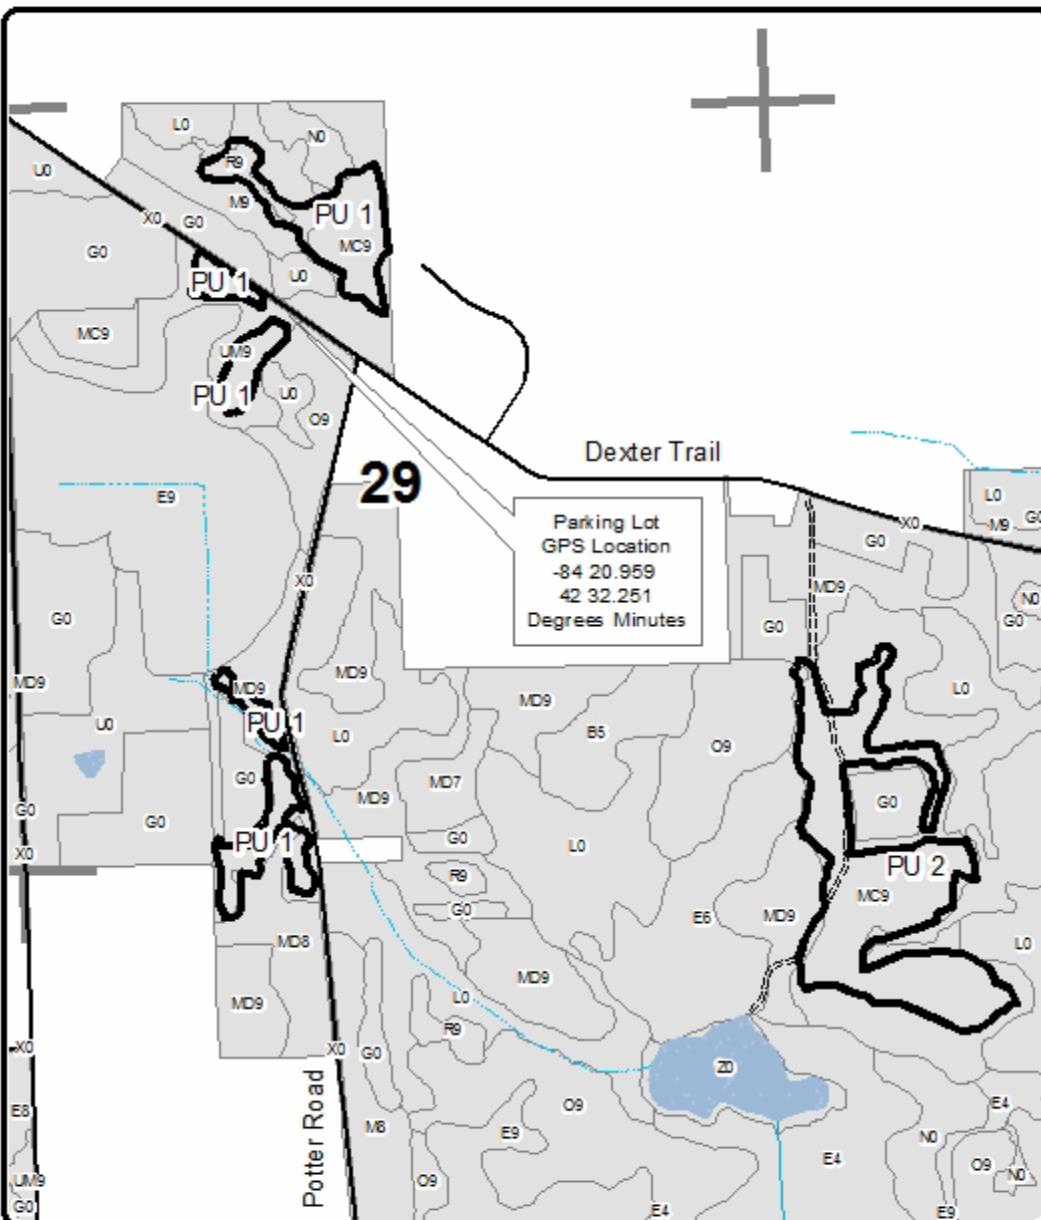 L0
N0
U0
R9
M9
PU 1
X0
G0
MC9
G0
PU 1
U0
MC9
UM9
PU 1
U0
O9
Dexter Trail
29
E9
L0
M9
G0
X0
G0
Parking Lot
GPS Location
-84 20.959
42 32.251
Degrees Minutes
X0
MD9
N0
G0
G0
G0
MD9
MD9
MD9
MD9
L0
U0
PU 1
L0
B5
O9
G0
MD7
MD9
G0
G0
G0
X0
PU 1
G0
L0
PU 2
R9
MC9
G0
E6
MD9
MD8
L0
MD9
MD9
L0
R9
X0
X0
G0
Z0
E8
O9
E4
M8
E9
N0
Potter Road
E4
O9
N0
UM9
O9
G0
E4
E9